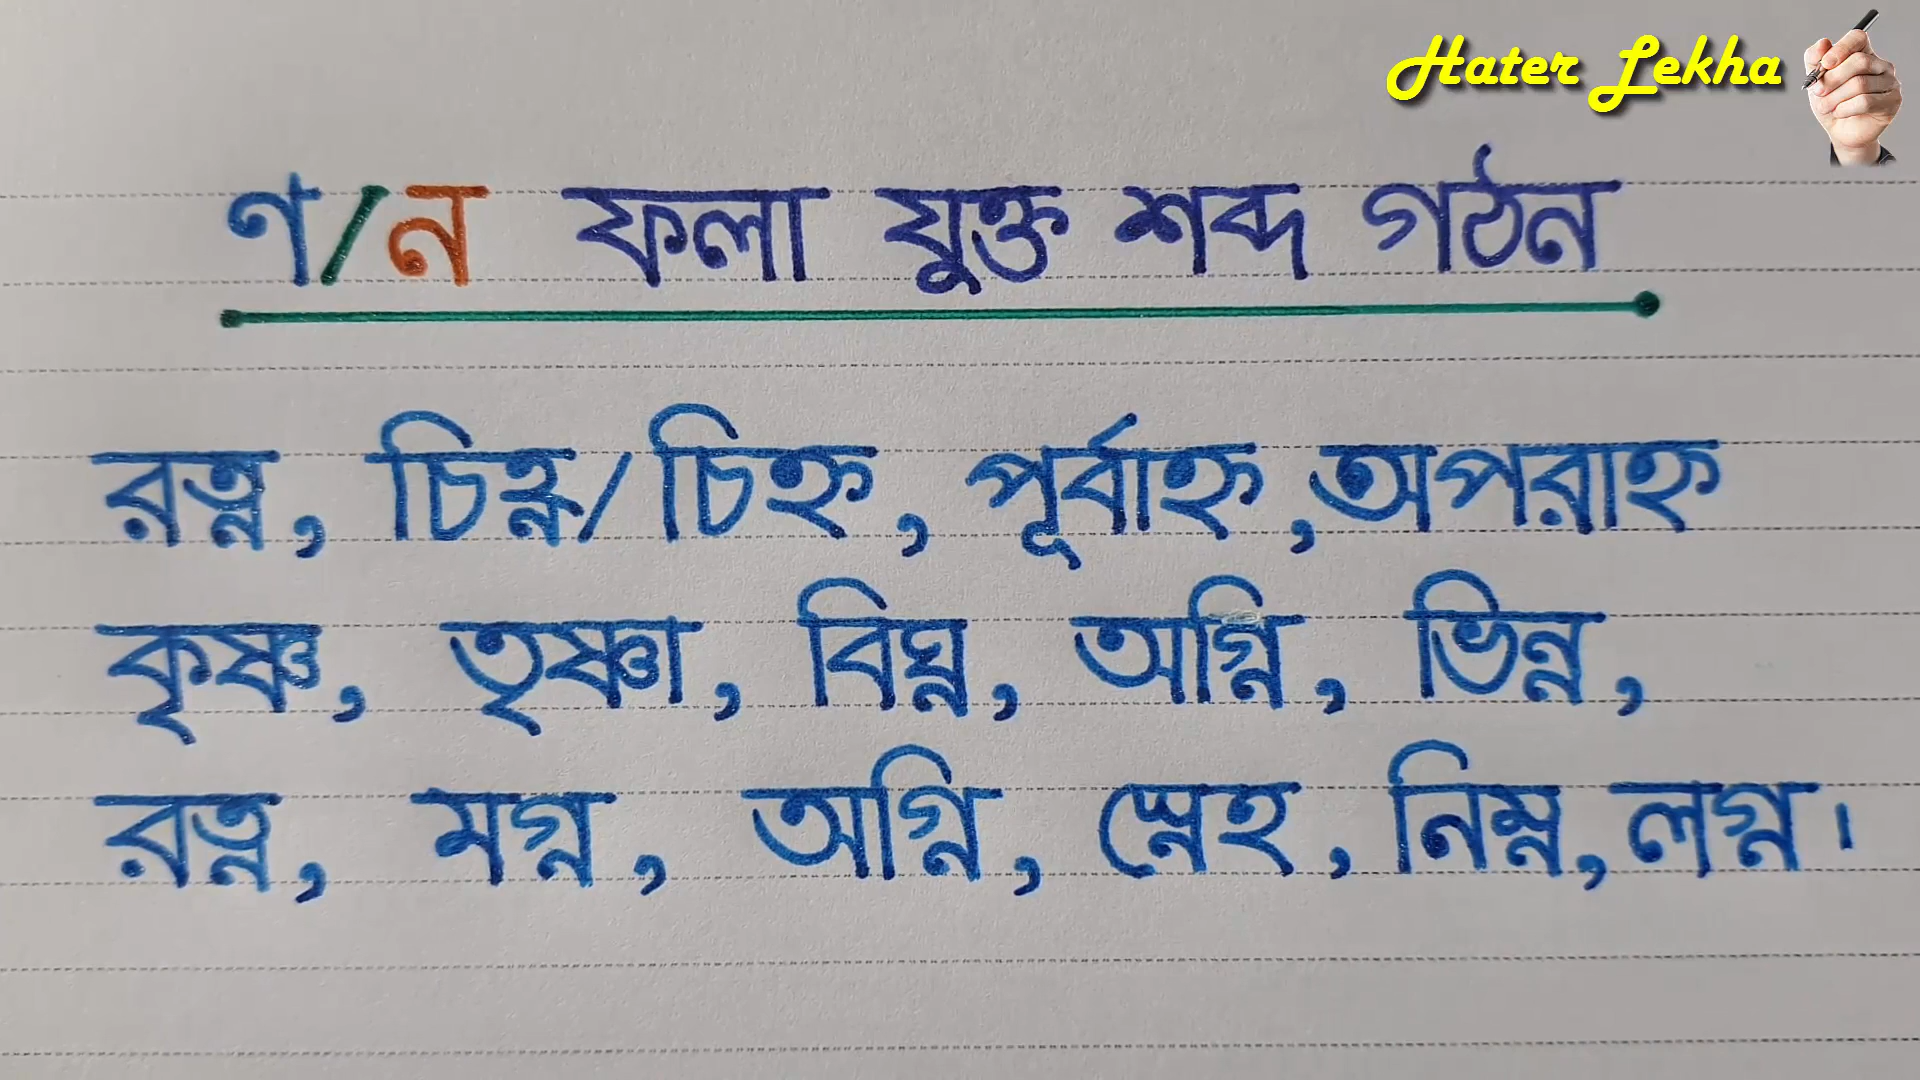 Hater Lekha
ণ/ন ফলা যুক্ত শব্দ গঠন
রত্ন, চিহ্ন/চিহ্ন, পূর্বাহ্ন, অপরাহ্ন
কৃষ্ণ, তৃষ্ণা, বিঘ্ন, অগ্নি, ভিন্ন,
রত্ন, মগ্ন, অগ্নি, স্নেহ, নিম্ন, লগ্ন।